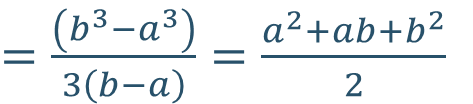 = (b³−a³) / 3(b−a) = a²+ab+b² / 2